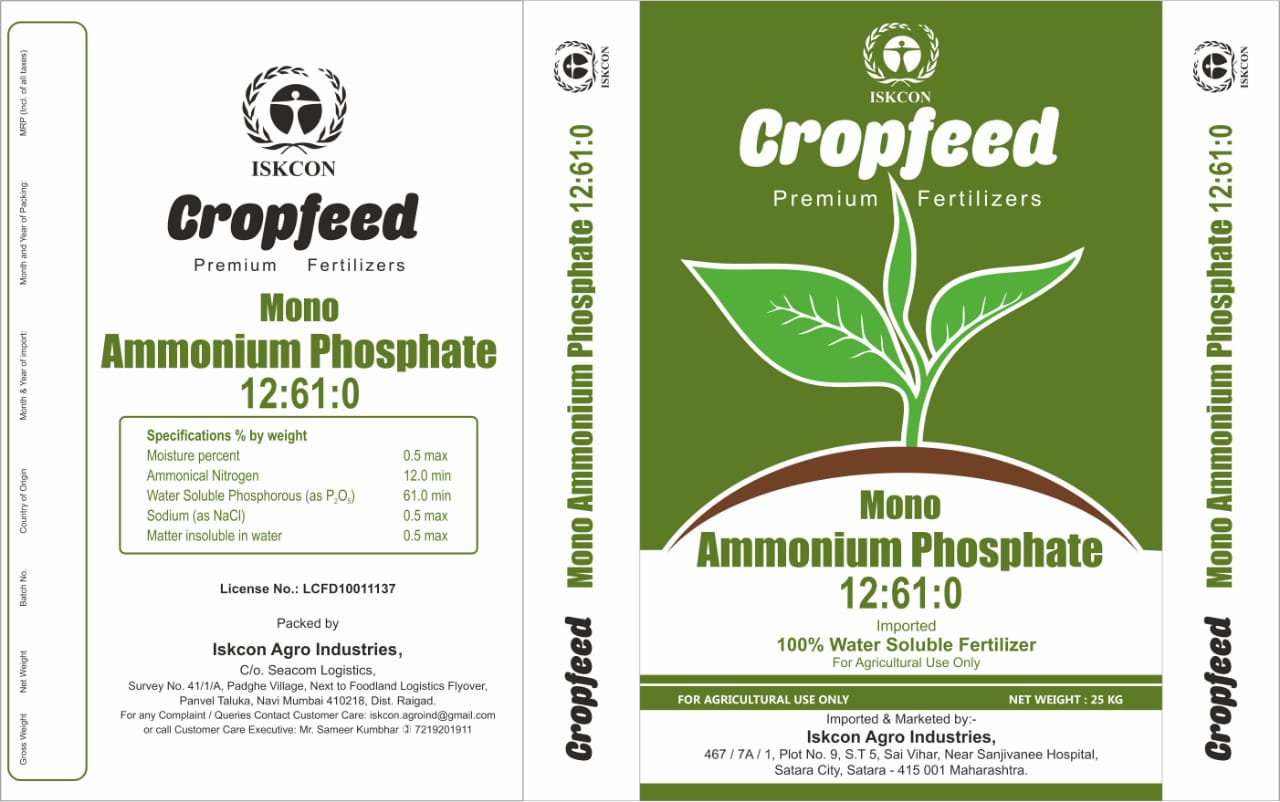 MRP (Incl. of all taxes)
Month and Year of Packing:
Month & Year of import:
Country of Origin
Batch No.
Net Weight
Gross Weight
ISKCON
Cropfeed
Premium Fertilizers
Mono
Ammonium Phosphate
12:61:0
Specifications % by weight
Moisture percent 0.5 max
Ammonical Nitrogen 12.0 min
Water Soluble Phosphorous (as P₂O₅) 61.0 min
Sodium (as NaCl) 0.5 max
Matter insoluble in water 0.5 max
License No.: LCFD10011137
Packed by
Iskcon Agro Industries,
C/o. Seacom Logistics,
Survey No. 41/1/A, Padghe Village, Next to Foodland Logistics Flyover,
Panvel Taluka, Navi Mumbai 410218, Dist. Raigad.
For any Complaint / Queries Contact Customer Care: iskcon.agroind@gmail.com
or call Customer Care Executive: Mr. Sameer Kumbhar ✆ 7219201911
ISKCON
Cropfeed Mono Ammonium Phosphate 12:61:0
ISKCON
Cropfeed
Premium Fertilizers
Mono
Ammonium Phosphate
12:61:0
Imported
100% Water Soluble Fertilizer
For Agricultural Use Only
FOR AGRICULTURAL USE ONLY NET WEIGHT : 25 KG
Imported & Marketed by:-
Iskcon Agro Industries,
467 / 7A / 1, Plot No. 9, S.T 5, Sai Vihar, Near Sanjivanee Hospital,
Satara City, Satara - 415 001 Maharashtra.
ISKCON
Cropfeed Mono Ammonium Phosphate 12:61:0